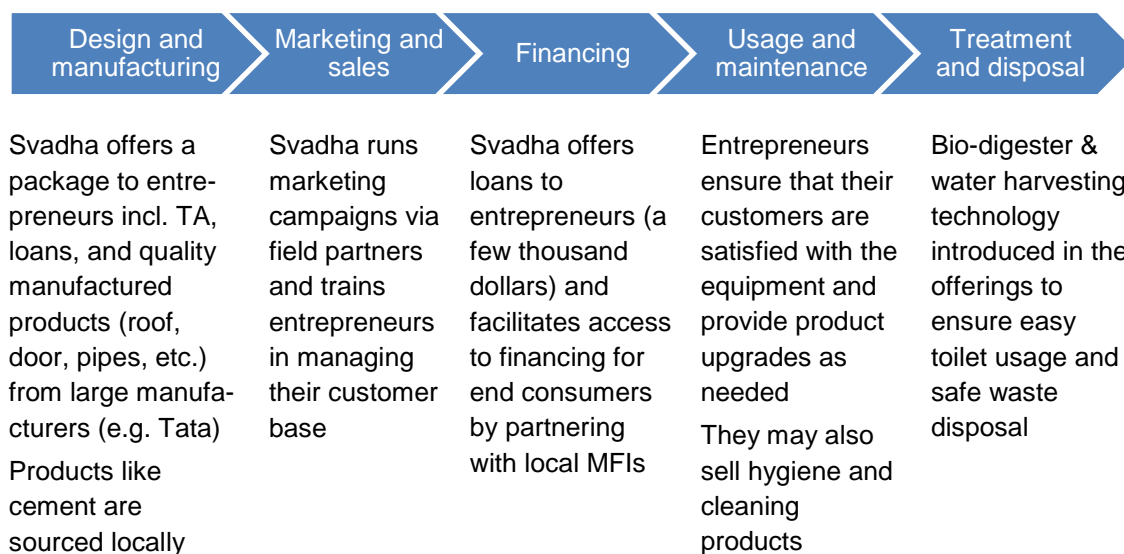 Design and
manufacturing
Marketing and
sales
Financing
Usage and
maintenance
Treatment
and disposal
Svadha offers a
package to entre-
preneurs incl. TA,
loans, and quality
manufactured
products (roof,
door, pipes, etc.)
from large manufa-
cturers (e.g. Tata)
Products like
cement are
sourced locally
Svadha runs
marketing
campaigns via
field partners
and trains
entrepreneurs
in managing
their customer
base
Svadha offers
loans to
entrepreneurs (a
few thousand
dollars) and
facilitates access
to financing for
end consumers
by partnering
with local MFIs
Entrepreneurs
ensure that their
customers are
satisfied with the
equipment and
provide product
upgrades as
needed
They may also
sell hygiene and
cleaning
products
Bio-digester &
water harvesting
technology
introduced in the
offerings to
ensure easy
toilet usage and
safe waste
disposal